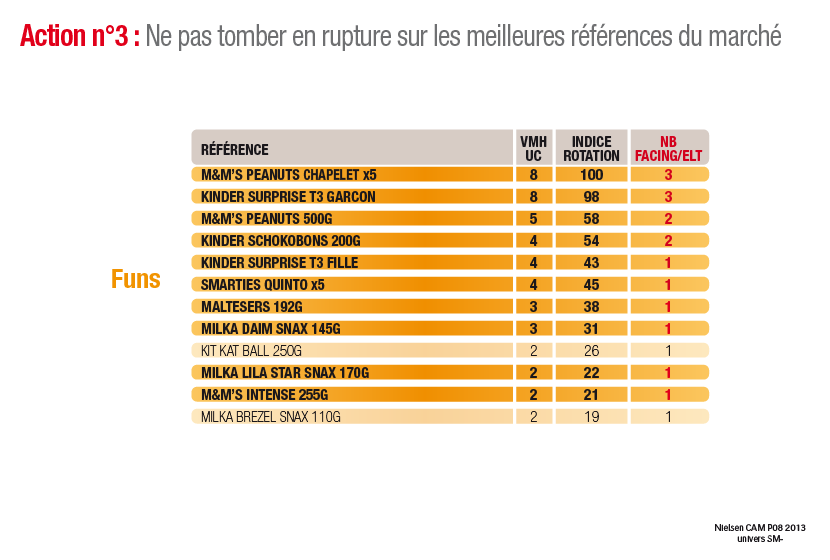 Action n°3 : Ne pas tomber en rupture sur les meilleures références du marché
RÉFÉRENCE VMH UC INDICE ROTATION NB FACING/ELT
M&M'S PEANUTS CHAPELET x5 8 100 3
KINDER SURPRISE T3 GARCON 8 98 3
M&M'S PEANUTS 500G 5 58 2
KINDER SCHOKOBONS 200G 4 54 2
KINDER SURPRISE T3 FILLE 4 43 1
Funs
SMARTIES QUINTO x5 4 45 1
MALTESERS 192G 3 38 1
MILKA DAIM SNAX 145G 3 31 1
KIT KAT BALL 250G 2 26 1
MILKA LILA STAR SNAX 170G 2 22 1
M&M'S INTENSE 255G 2 21 1
MILKA BREZEL SNAX 110G 2 19 1
Nielsen CAM P08 2013
univers SM-